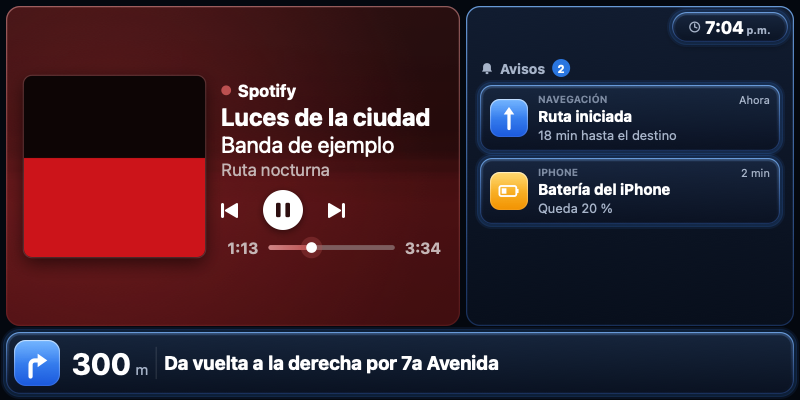 Spotify
Luces de la ciudad
Banda de ejemplo
Ruta nocturna
1:13
3:34
7:04 p.m.
Avisos 2
NAVEGACIÓN
Ahora
Ruta iniciada
18 min hasta el destino
IPHONE
2 min
Batería del iPhone
Queda 20 %
300 m
Da vuelta a la derecha por 7a Avenida